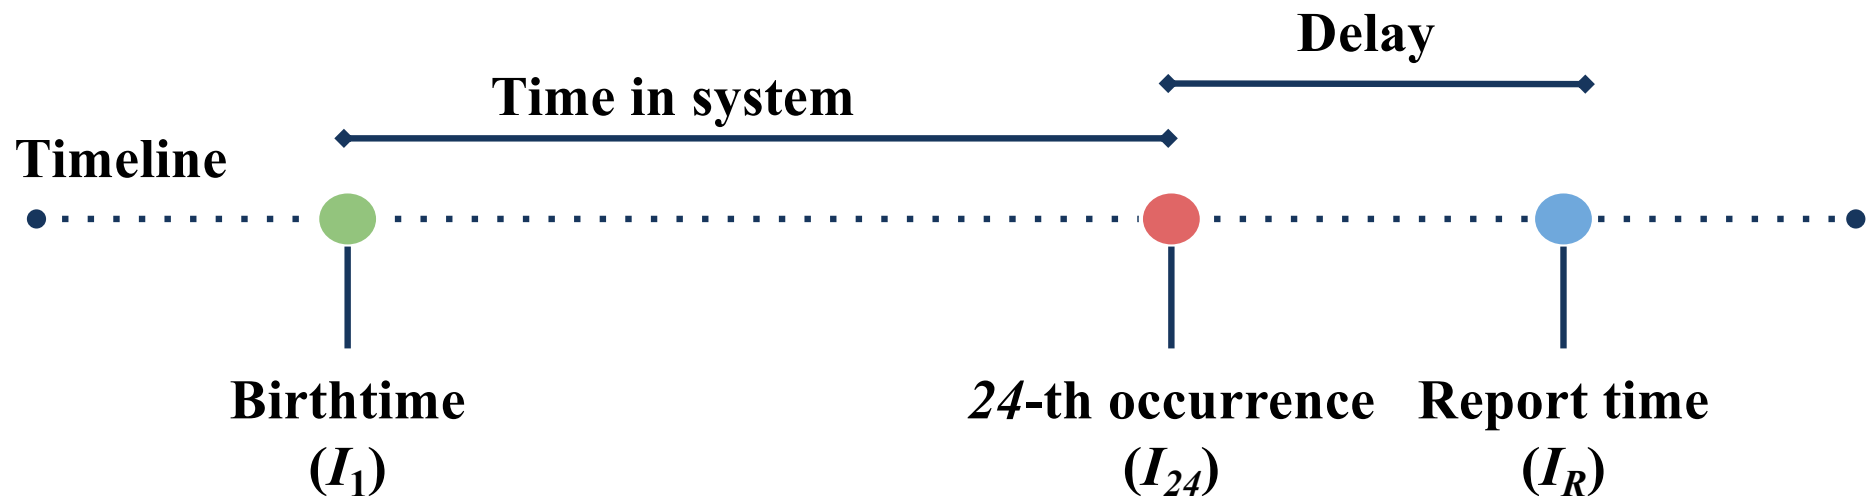 Delay
Time in system
Timeline
Birthtime
(I1)
24-th occurrence
(I24)
Report time
(IR)